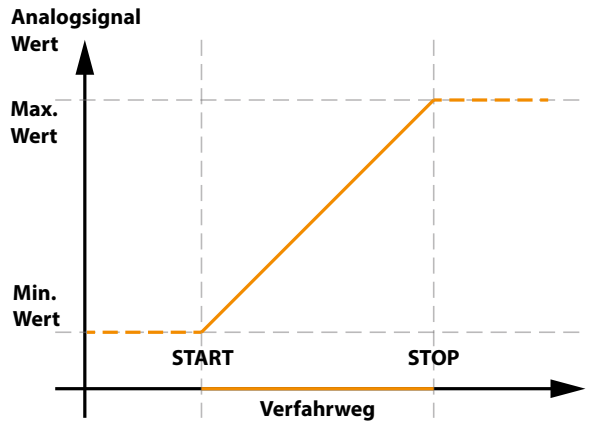 Analogsignal
Wert
Max.
Wert
Min.
Wert
START
STOP
Verfahrweg